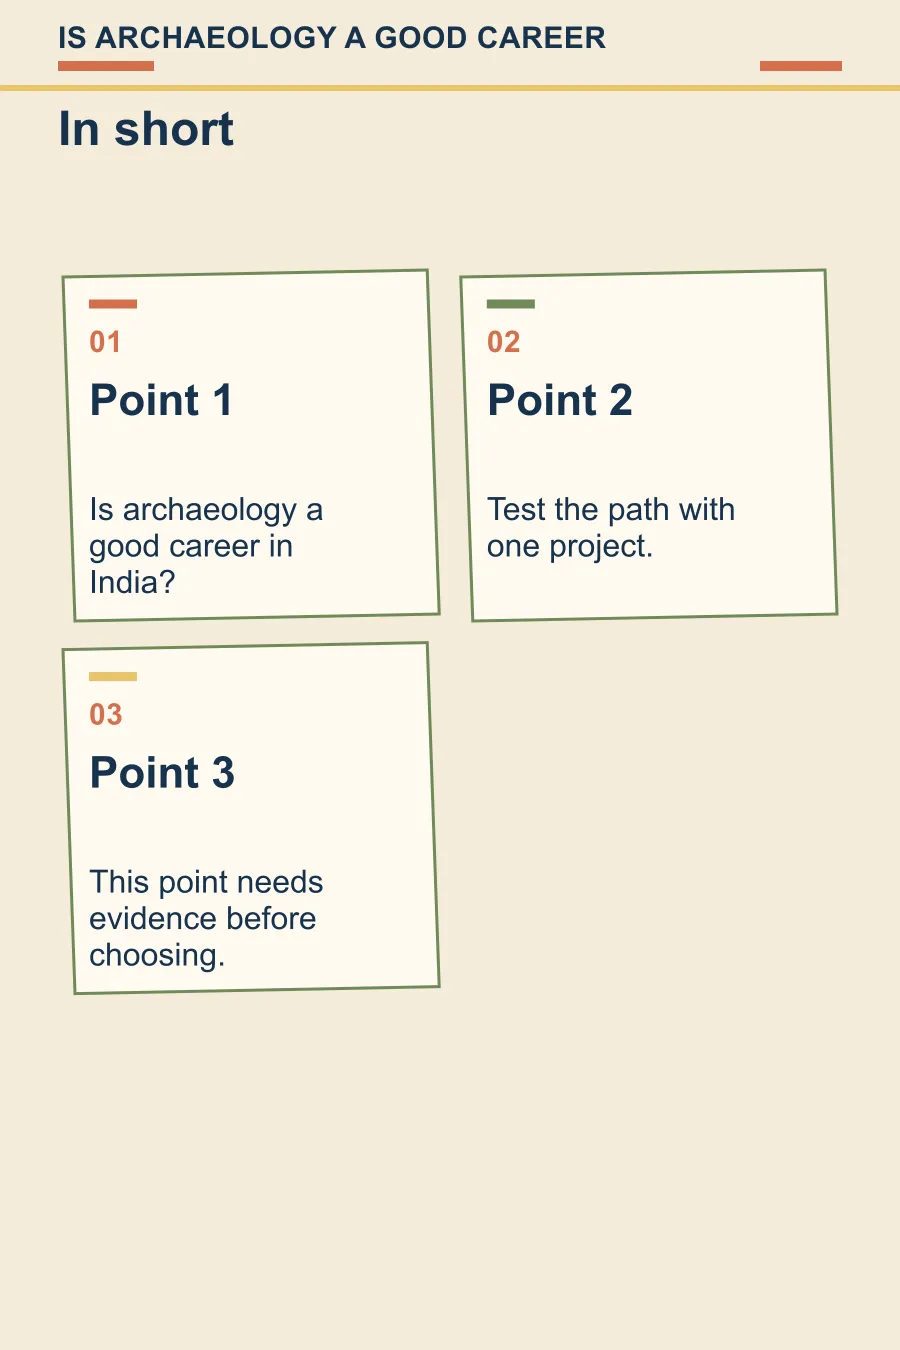 IS ARCHAEOLOGY A GOOD CAREER
In short
01
Point 1
Is archaeology a
good career in
India?
02
Point 2
Test the path with
one project.
03
Point 3
This point needs
evidence before
choosing.